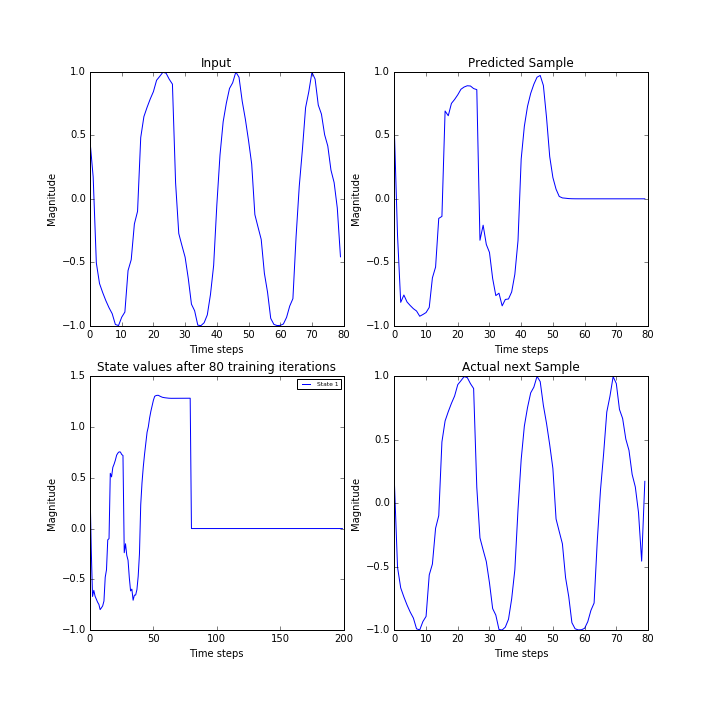 Input
1.0
0.5
0.0
−0.5
−1.0
Magnitude
0 10 20 30 40 50 60 70 80
Time steps
Predicted Sample
1.0
0.5
0.0
−0.5
−1.0
Magnitude
0 10 20 30 40 50 60 70 80
Time steps
State values after 80 training iterations
1.5
1.0
0.5
0.0
−0.5
−1.0
Magnitude
State 1
0 50 100 150 200
Time steps
Actual next Sample
1.0
0.5
0.0
−0.5
−1.0
Magnitude
0 10 20 30 40 50 60 70 80
Time steps